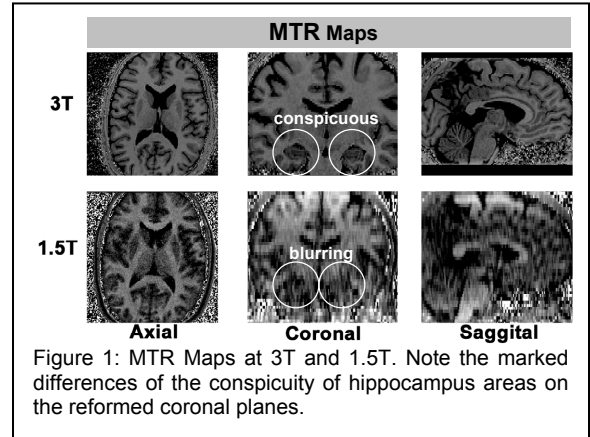 MTR Maps
3T
conspicuous
1.5T
blurring
Axial Coronal Saggital
Figure 1: MTR Maps at 3T and 1.5T. Note the marked
differences of the conspicuity of hippocampus areas on
the reformed coronal planes.